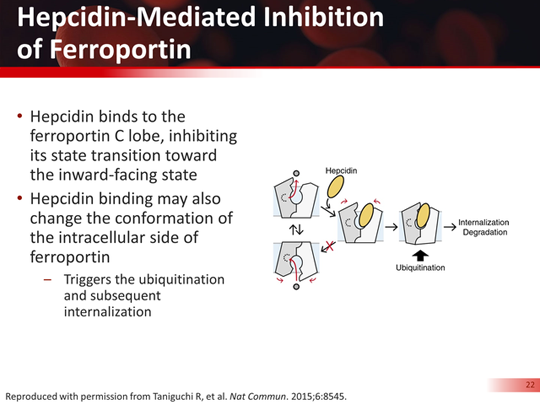 Hepcidin-Mediated Inhibition
of Ferroportin
• Hepcidin binds to the
ferroportin C lobe, inhibiting
its state transition toward
the inward-facing state
• Hepcidin binding may also
change the conformation of
the intracellular side of
ferroportin
– Triggers the ubiquitination
and subsequent
internalization
Hepcidin
Internalization
Degradation
Ubiquitination
22
Reproduced with permission from Taniguchi R, et al. Nat Commun. 2015;6:8545.